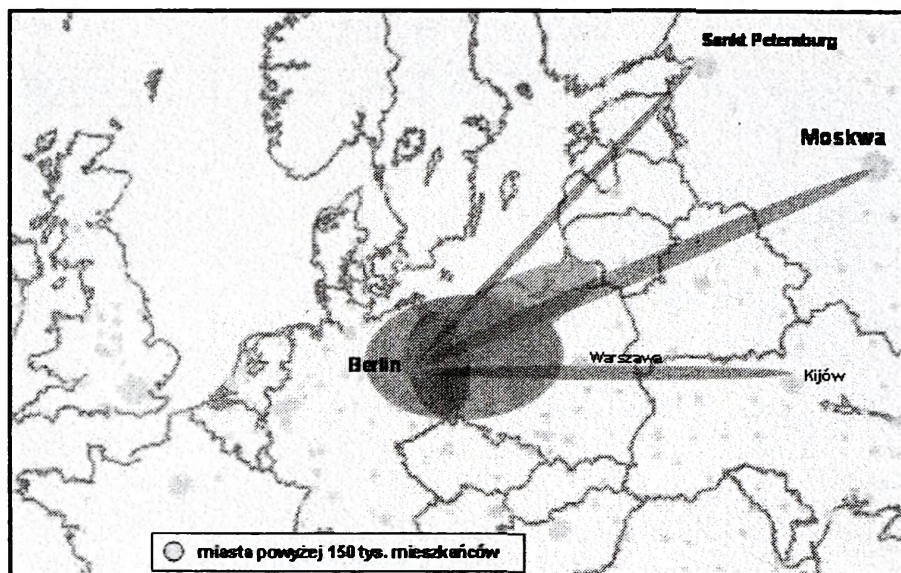 Sankt Petersburg
Moskwa
Berlin
Warszawa
Kijów
miasta powyżej 150 tys. mieszkańców